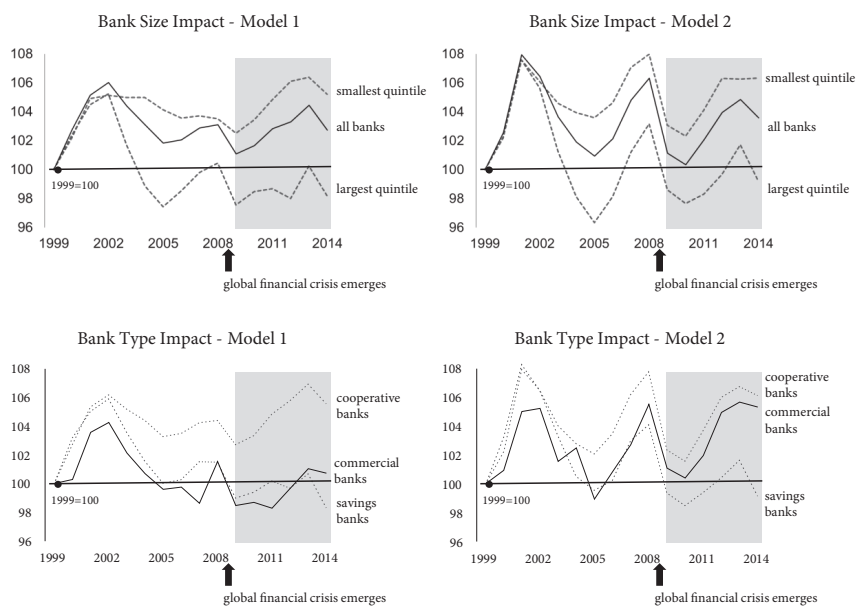 Bank Size Impact - Model 1
108
106
104
102
100
98
96
1999=100
smallest quintile
all banks
largest quintile
1999 2002 2005 2008 2011 2014
global financial crisis emerges
Bank Size Impact - Model 2
108
106
104
102
100
98
96
1999=100
smallest quintile
all banks
largest quintile
1999 2002 2005 2008 2011 2014
global financial crisis emerges
Bank Type Impact - Model 1
108
106
104
102
100
98
96
1999=100
cooperative
banks
commercial
banks
savings
banks
1999 2002 2005 2008 2011 2014
global financial crisis emerges
Bank Type Impact - Model 2
108
106
104
102
100
98
96
1999=100
cooperative
banks
commercial
banks
savings
banks
1999 2002 2005 2008 2011 2014
global financial crisis emerges